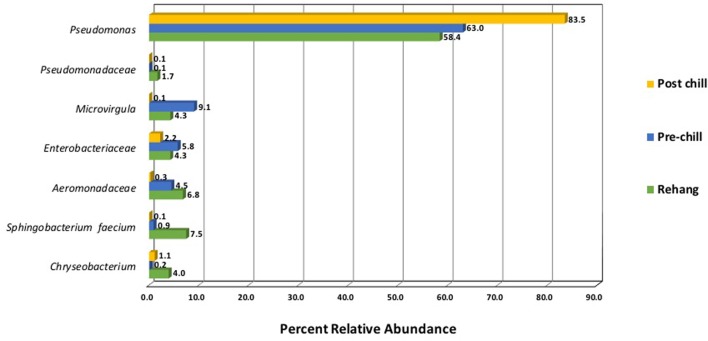 Pseudomonas
83.5
63.0
58.4
Pseudomonadaceae
0.1
0.1
1.7
Microvirgula
0.1
9.1
4.3
Enterobacteriaceae
2.2
5.8
4.3
Aeromonadaceae
0.3
4.5
6.8
Sphingobacterium faecium
0.1
0.9
7.5
Chryseobacterium
1.1
0.2
4.0
0.0 10.0 20.0 30.0 40.0 50.0 60.0 70.0 80.0 90.0
Percent Relative Abundance
Post chill
Pre-chill
Rehang